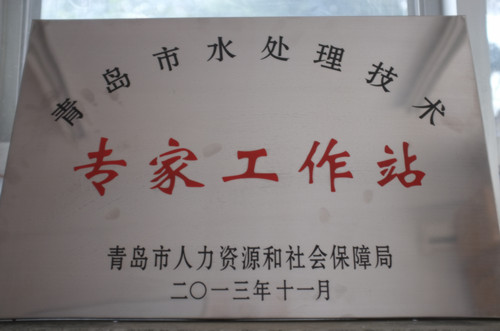 青岛市水处理技术
专家工作站
青岛市人力资源和社会保障局
二〇一三年十一月